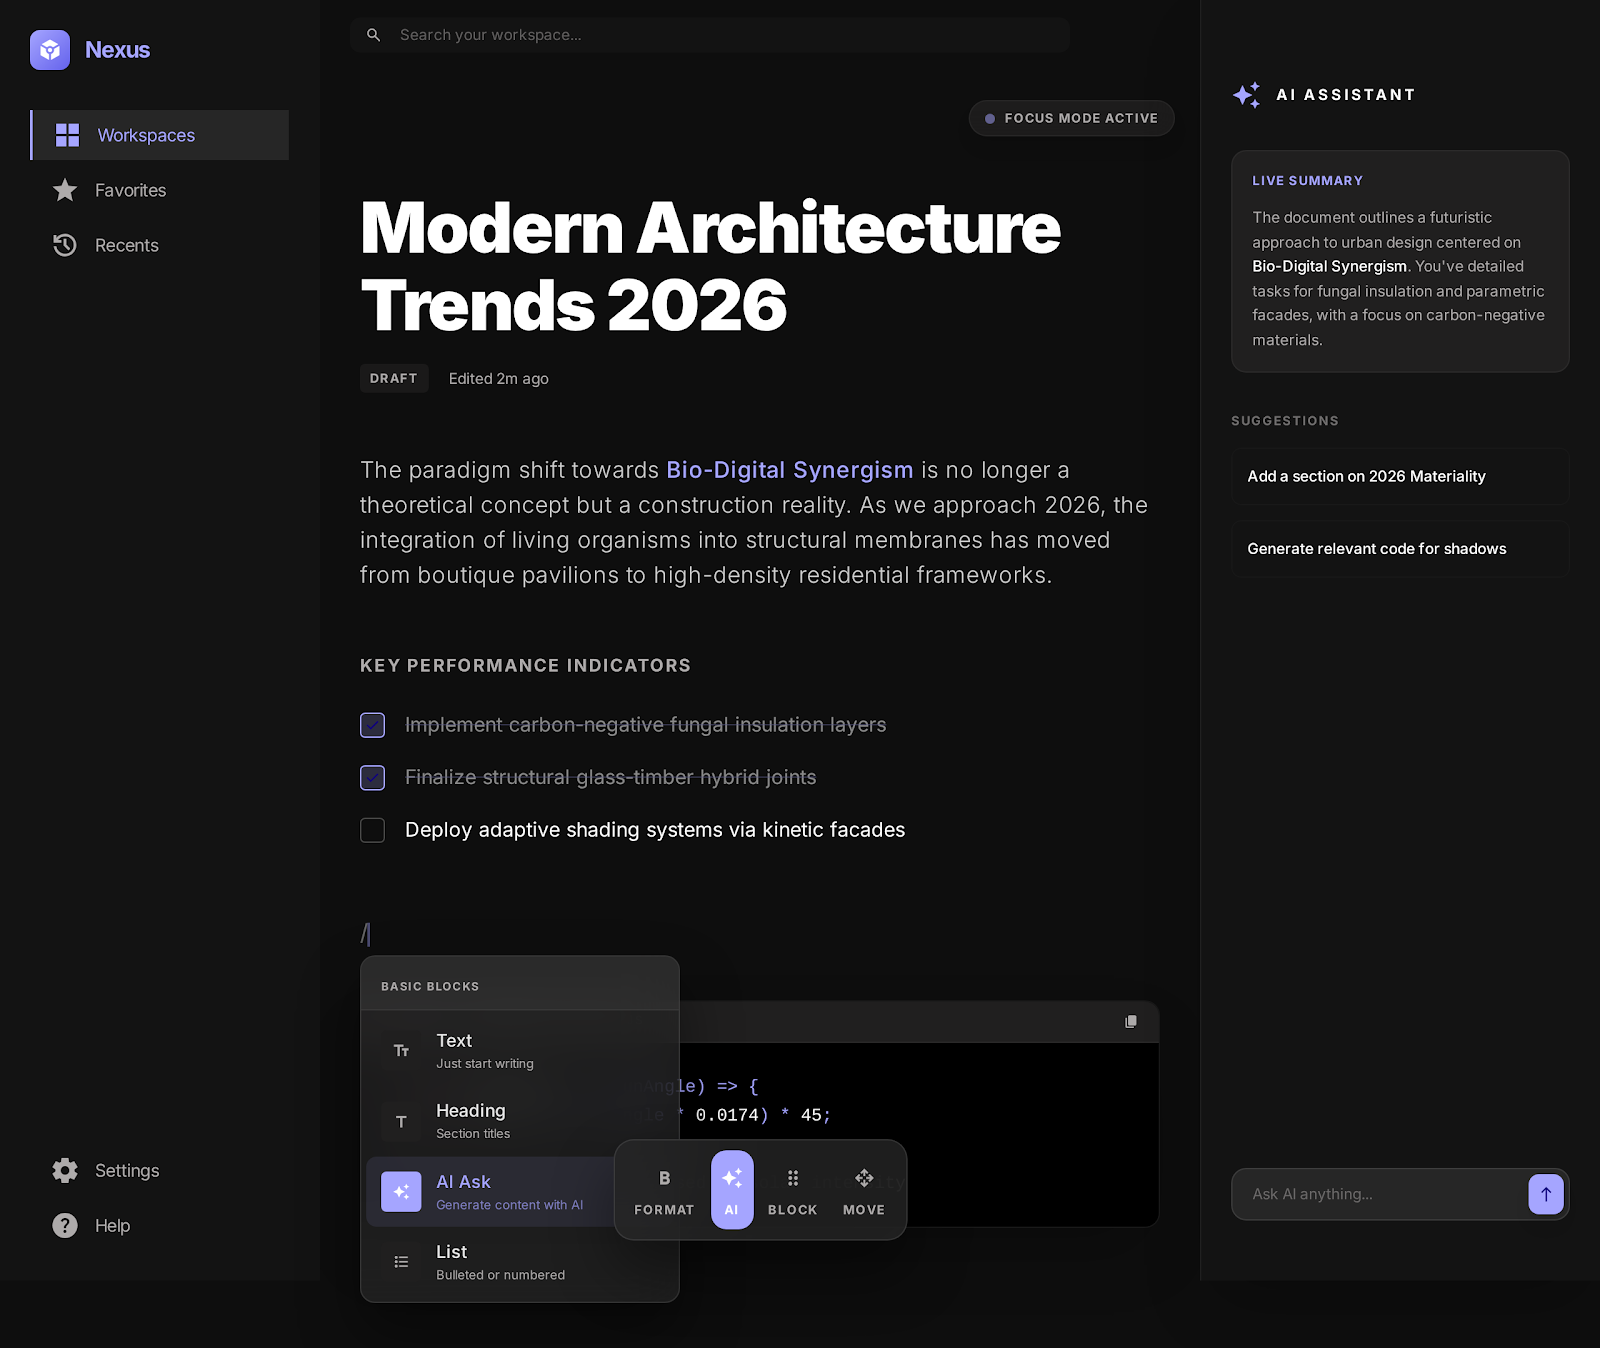 Nexus
Workspaces
Favorites
Recents
Settings
Help
Search your workspace...
FOCUS MODE ACTIVE
Modern Architecture
Trends 2026
DRAFT
Edited 2m ago
The paradigm shift towards Bio-Digital Synergism is no longer a
theoretical concept but a construction reality. As we approach 2026, the
integration of living organisms into structural membranes has moved
from boutique pavilions to high-density residential frameworks.
KEY PERFORMANCE INDICATORS
Implement carbon-negative fungal insulation layers
Finalize structural glass-timber hybrid joints
Deploy adaptive shading systems via kinetic facades
/
BASIC BLOCKS
Text
Just start writing
Heading
Section titles
AI Ask
Generate content with AI
List
Bulleted or numbered
Angle) => {
* 0.0174) * 45;
B
FORMAT
AI
BLOCK
MOVE
AI ASSISTANT
LIVE SUMMARY
The document outlines a futuristic
approach to urban design centered on
Bio-Digital Synergism. You've detailed
tasks for fungal insulation and parametric
facades, with a focus on carbon-negative
materials.
SUGGESTIONS
Add a section on 2026 Materiality
Generate relevant code for shadows
Ask AI anything...